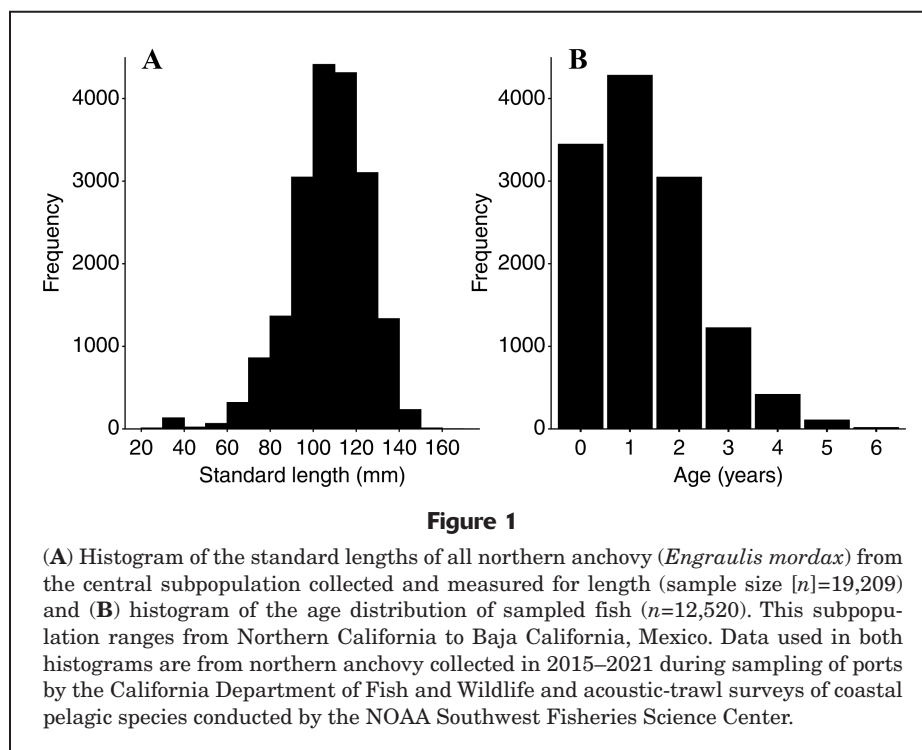 A
B
4000
3000
2000
1000
0
Frequency
20 40 60 80 100 120 140 160
Standard length (mm)
4000
3000
2000
1000
0
Frequency
0 1 2 3 4 5 6
Age (years)
Figure 1
(A) Histogram of the standard lengths of all northern anchovy (Engraulis mordax) from
the central subpopulation collected and measured for length (sample size [n]=19,209)
and (B) histogram of the age distribution of sampled fish (n=12,520). This subpopu-
lation ranges from Northern California to Baja California, Mexico. Data used in both
histograms are from northern anchovy collected in 2015–2021 during sampling of ports
by the California Department of Fish and Wildlife and acoustic-trawl surveys of coastal
pelagic species conducted by the NOAA Southwest Fisheries Science Center.